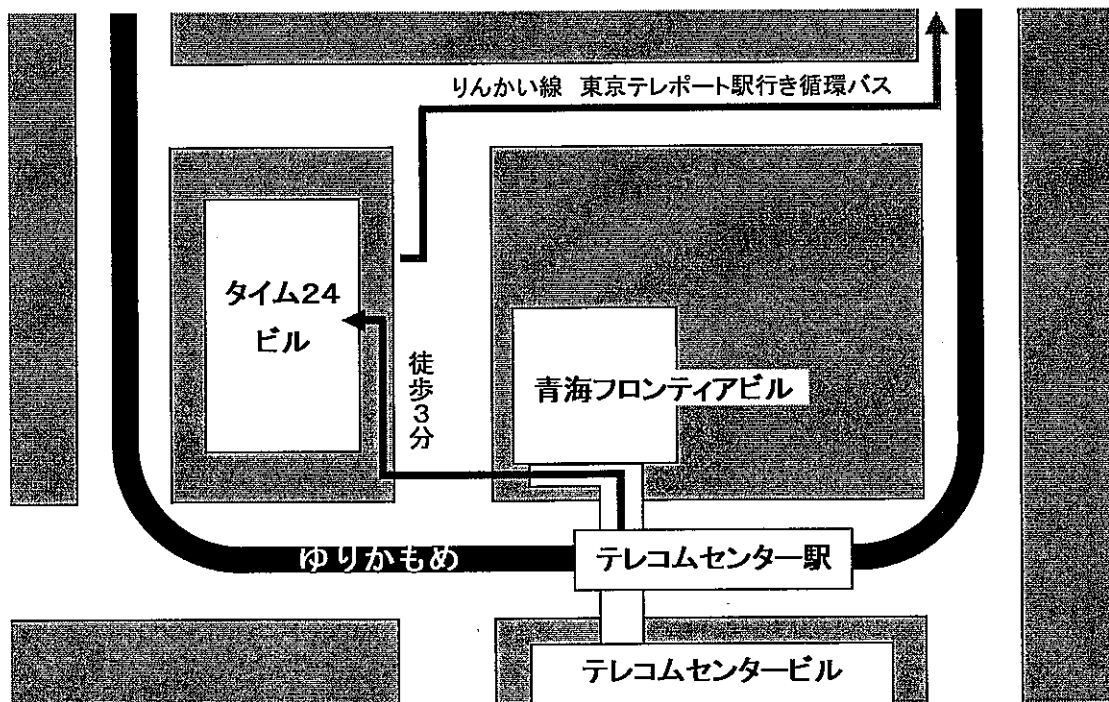 りんかい線 東京テレポート駅行き循環バス
タイム24
ビル
徒歩3分
青海フロンティアビル
ゆりかもめ
テレコムセンター駅
テレコムセンタービル